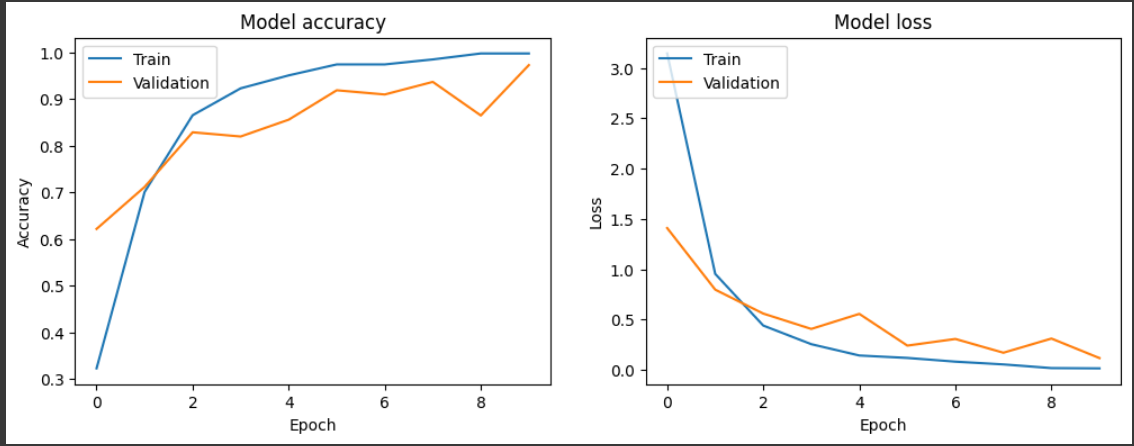 Model accuracy
Train
Validation
1.0
0.9
0.8
0.7
0.6
0.5
0.4
0.3
Accuracy
0 2 4 6 8
Epoch
Model loss
Train
Validation
3.0
2.5
2.0
1.5
1.0
0.5
0.0
Loss
0 2 4 6 8
Epoch